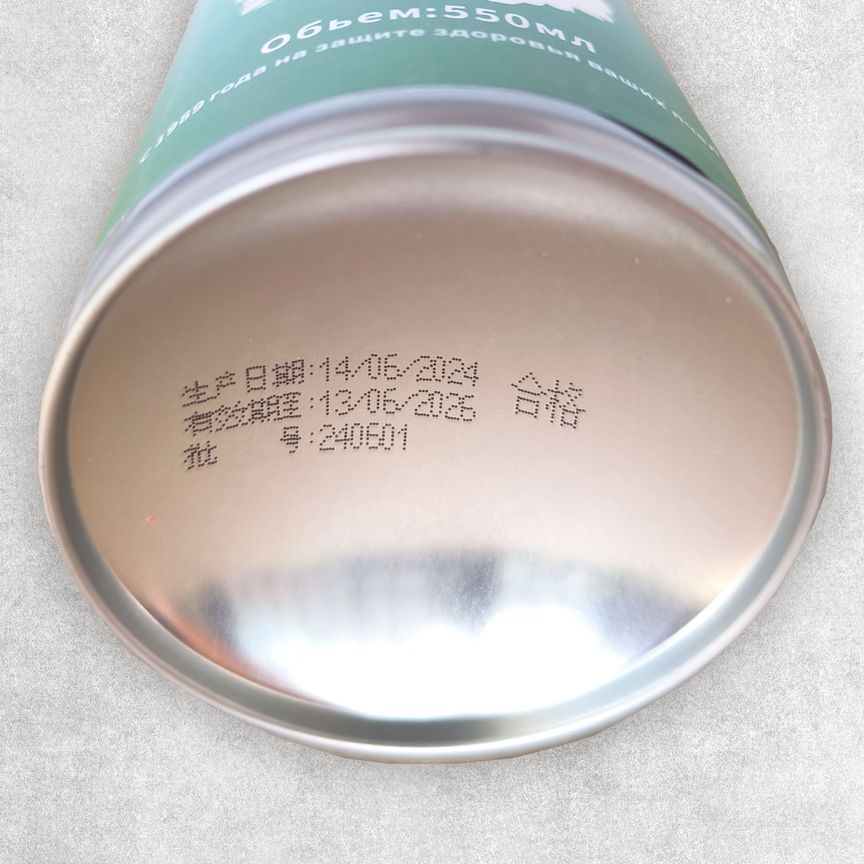 Объем:550мл
с 1989 года на защите здоровья ваших
生产日期:14/06/2024
有效期至:13/06/2026
批 号:240601
合格